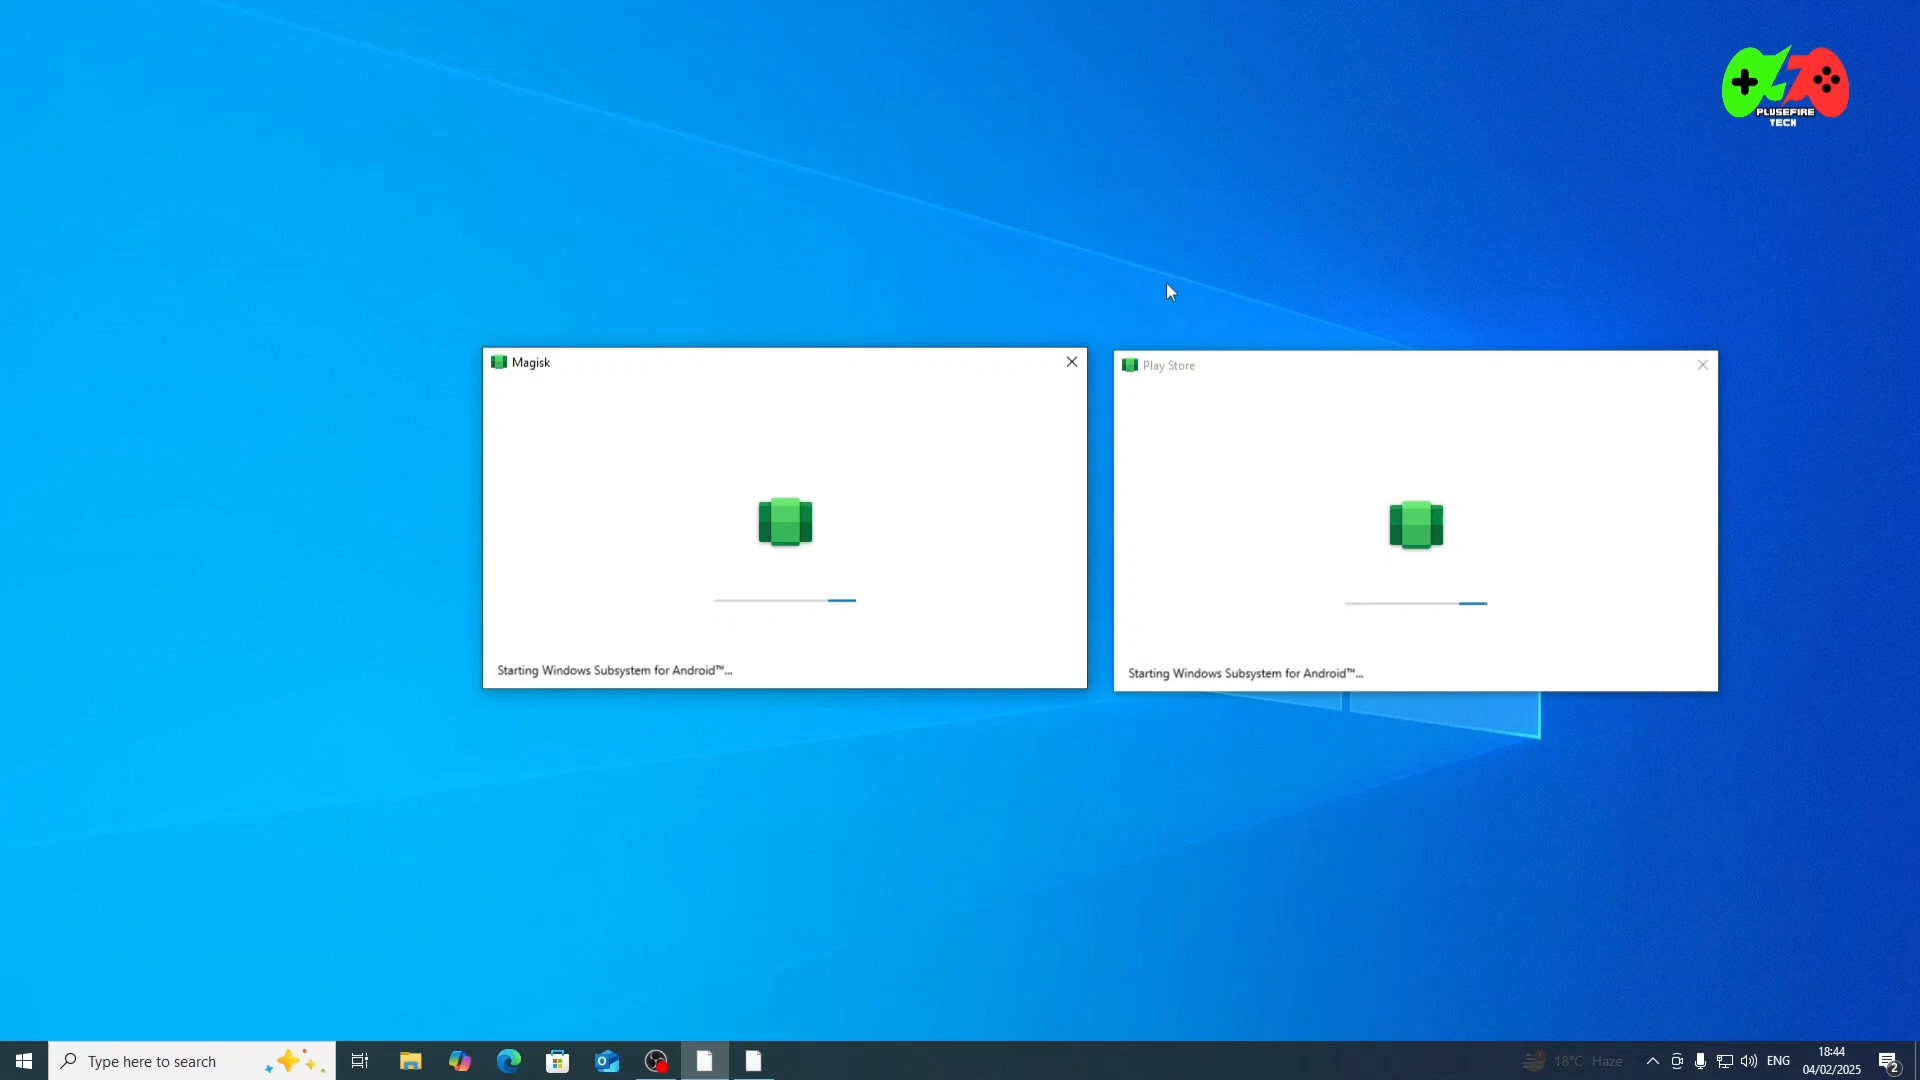 PLUSEFIRE
TECH
Magisk
Starting Windows Subsystem for Android™...
Play Store
Starting Windows Subsystem for Android™...
Type here to search
18°C Haze
ENG
18:44
04/02/2025
2